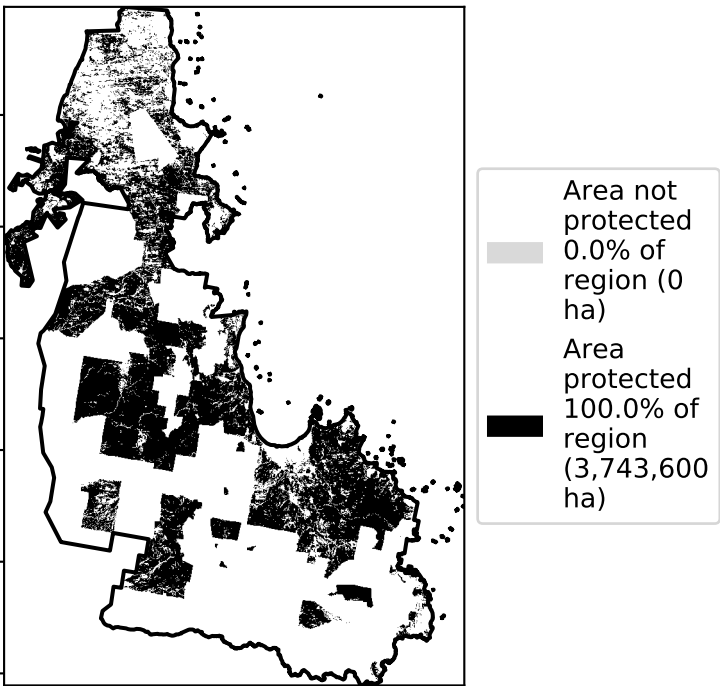 Area not
protected
0.0% of
region (0
ha)
Area
protected
100.0% of
region
(3,743,600
ha)